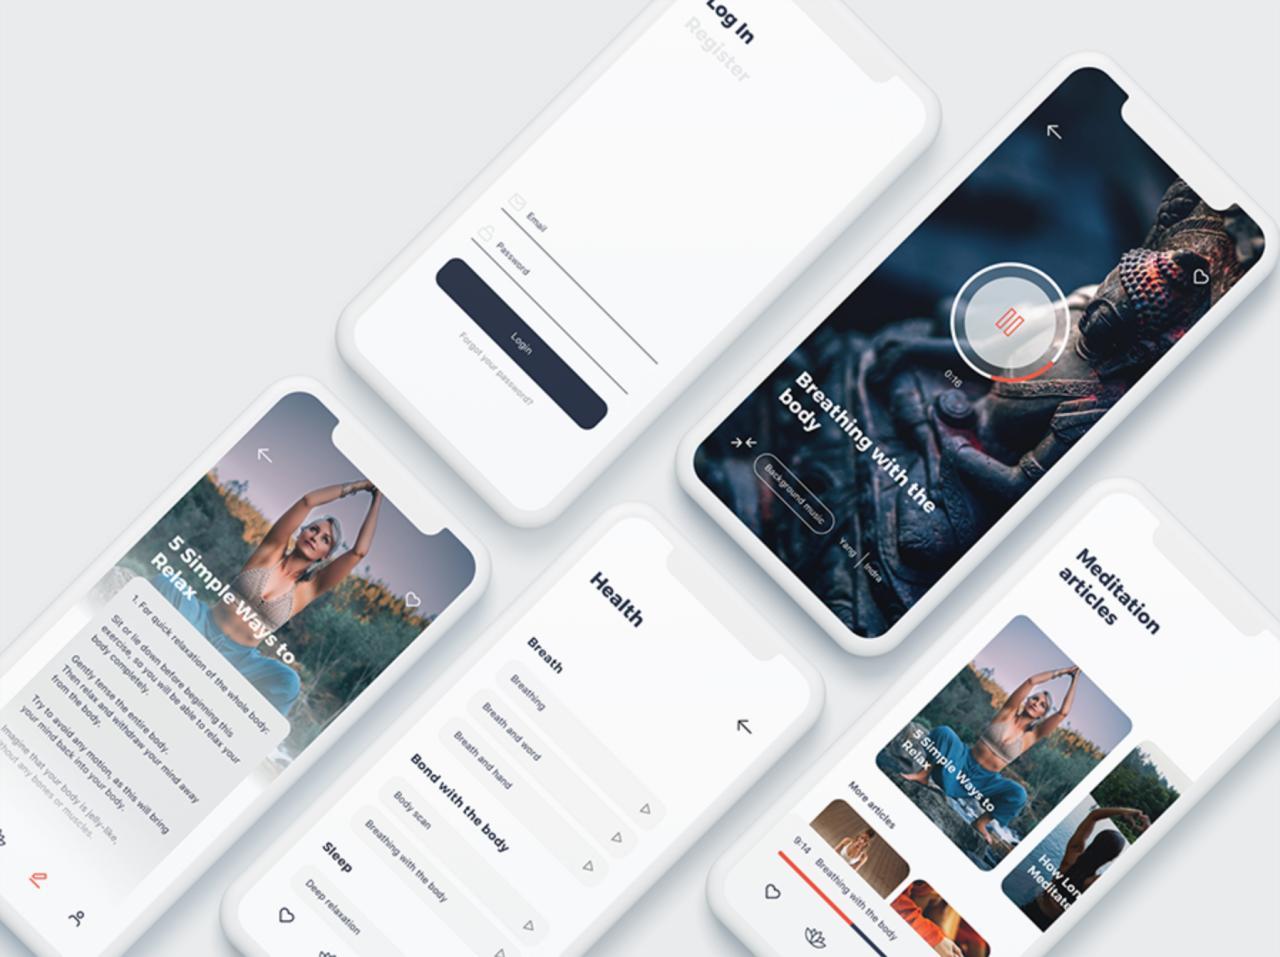 Log In
Register
Email
Password
Login
Forgot your password?
0:16
Breathing with the
body
Background music
Yang
Indra
5 Simple Ways to
Relax
1. For quick relaxation of the whole body:
Sit or lie down before beginning this
exercise, so you will be able to relax your
body completely.
Gently tense the entire body.
Then relax and withdraw your mind away
from the body.
Try to avoid any motion, as this will bring
your mind back into your body.
Imagine that your body is jelly-like,
without any bones or muscles.
Health
Breath
Breathing
Breath and word
Breath and hand
Bond with the body
Body scan
Breathing with the body
Sleep
Deep relaxation
Meditation
articles
5 Simple Ways to
Relax
How Lon
Meditate
More articles
9:14
Breathing with the body